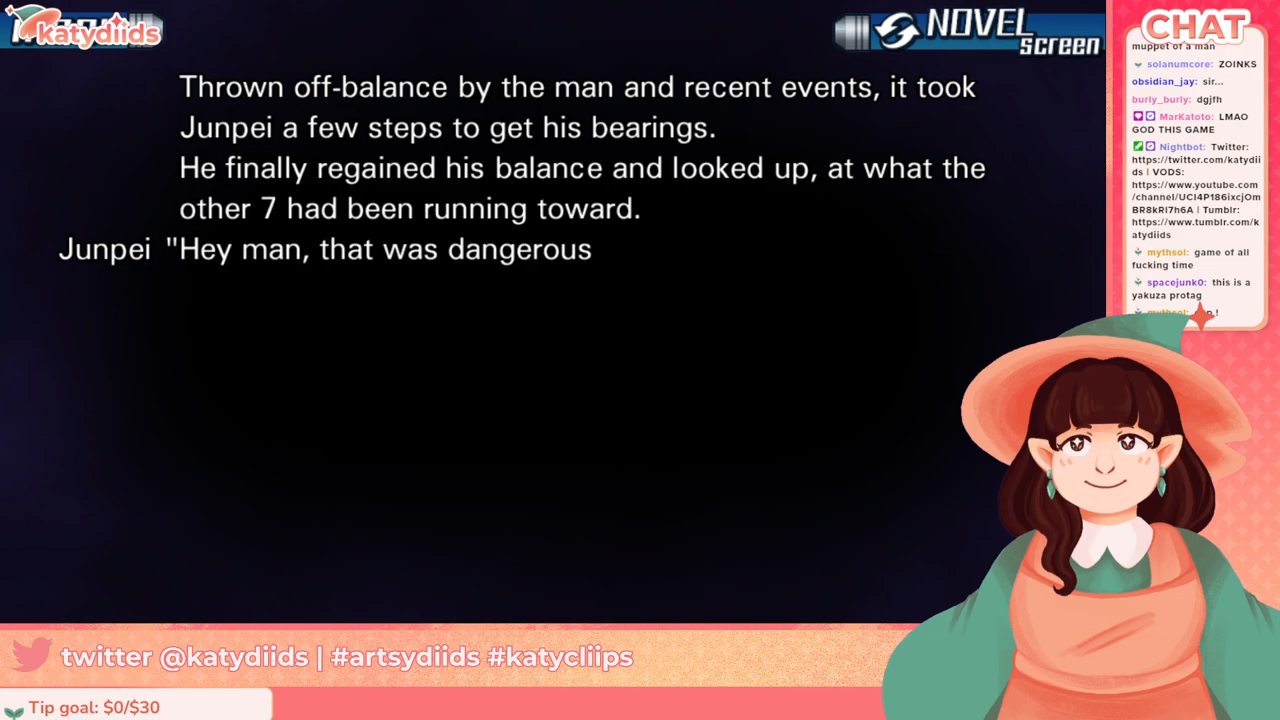 katydiids
NOVEL
screen
Thrown off-balance by the man and recent events, it took
Junpei a few steps to get his bearings.
He finally regained his balance and looked up, at what the
other 7 had been running toward.
Junpei "Hey man, that was dangerous
CHAT
muppet of a man
solanumcore: ZOINKS
obsidian_jay: sir...
burly_burly: dgjfh
MarKatoto: LMAO
GOD THIS GAME
Nightbot: Twitter:
https://twitter.com/katydii
ds | VODS:
https://www.youtube.com
/channel/UCI4P186ixcjOm
BR8kRI7h6A | Tumblr:
https://www.tumblr.com/k
atydiids
mythsol: game of all
fucking time
spacejunk0: this is a
yakuza protag
mythsol:
twitter @katydiids | #artsydiids #katycliips
Tip goal: $0/$30